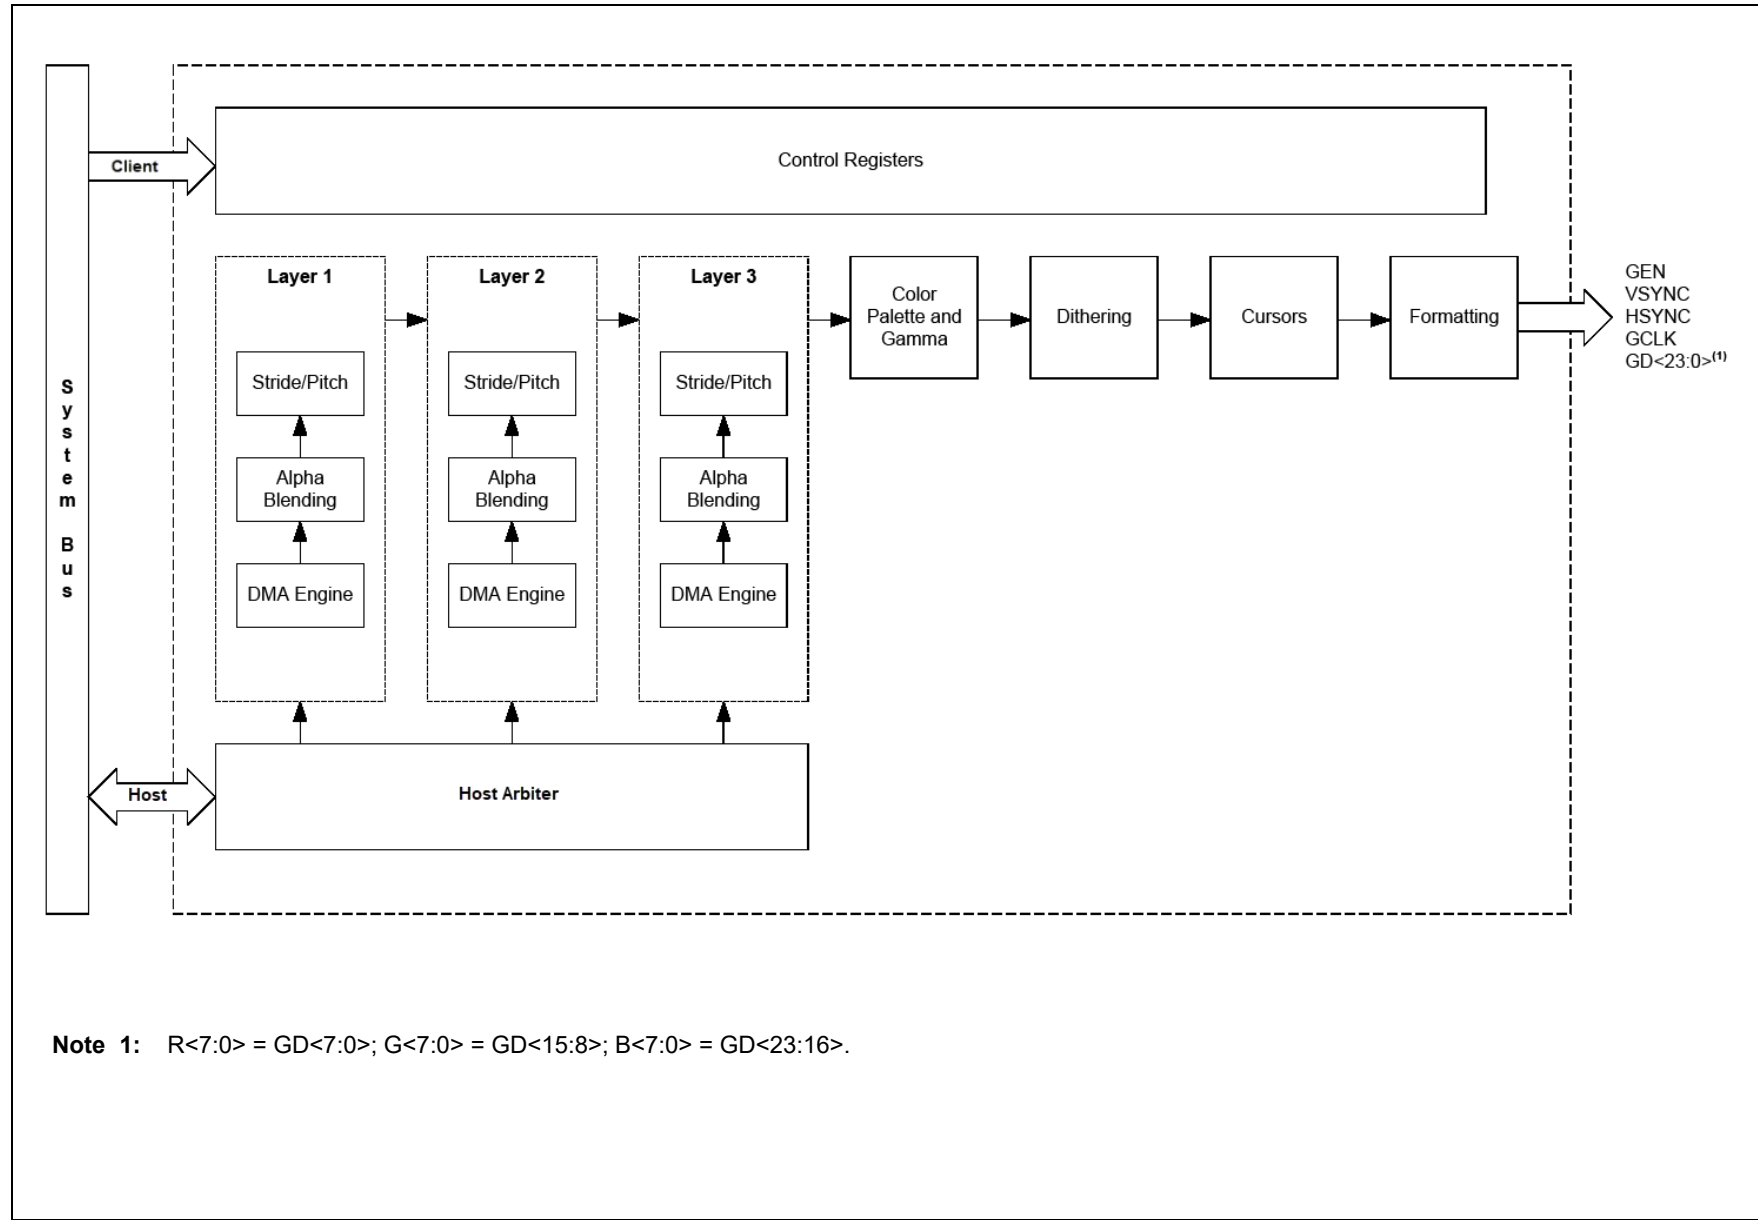 System Bus
Client
Control Registers
Layer 1
Layer 2
Layer 3
Stride/Pitch
Stride/Pitch
Stride/Pitch
Alpha
Blending
Alpha
Blending
Alpha
Blending
DMA Engine
DMA Engine
DMA Engine
Color
Palette and
Gamma
Dithering
Cursors
Formatting
GEN
VSYNC
HSYNC
GCLK
GD<23:0>(1)
Host
Host Arbiter
Note 1: R<7:0> = GD<7:0>; G<7:0> = GD<15:8>; B<7:0> = GD<23:16>.